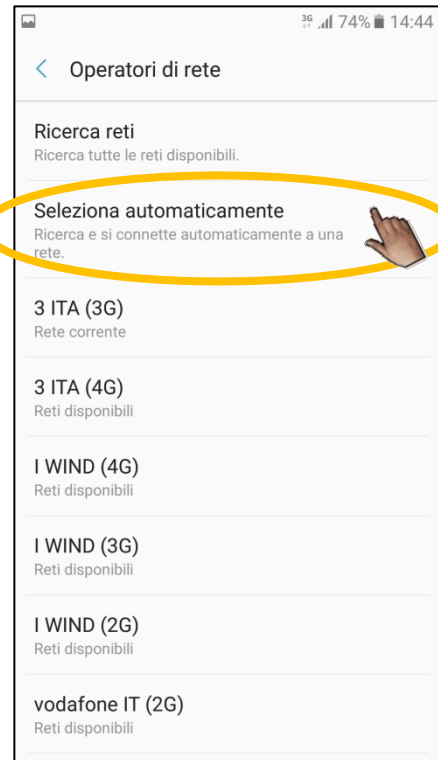 3G 74% 14:44
Operatori di rete
Ricerca reti
Ricerca tutte le reti disponibili.
Seleziona automaticamente
Ricerca e si connette automaticamente a una
rete.
3 ITA (3G)
Rete corrente
3 ITA (4G)
Reti disponibili
I WIND (4G)
Reti disponibili
I WIND (3G)
Reti disponibili
I WIND (2G)
Reti disponibili
vodafone IT (2G)
Reti disponibili